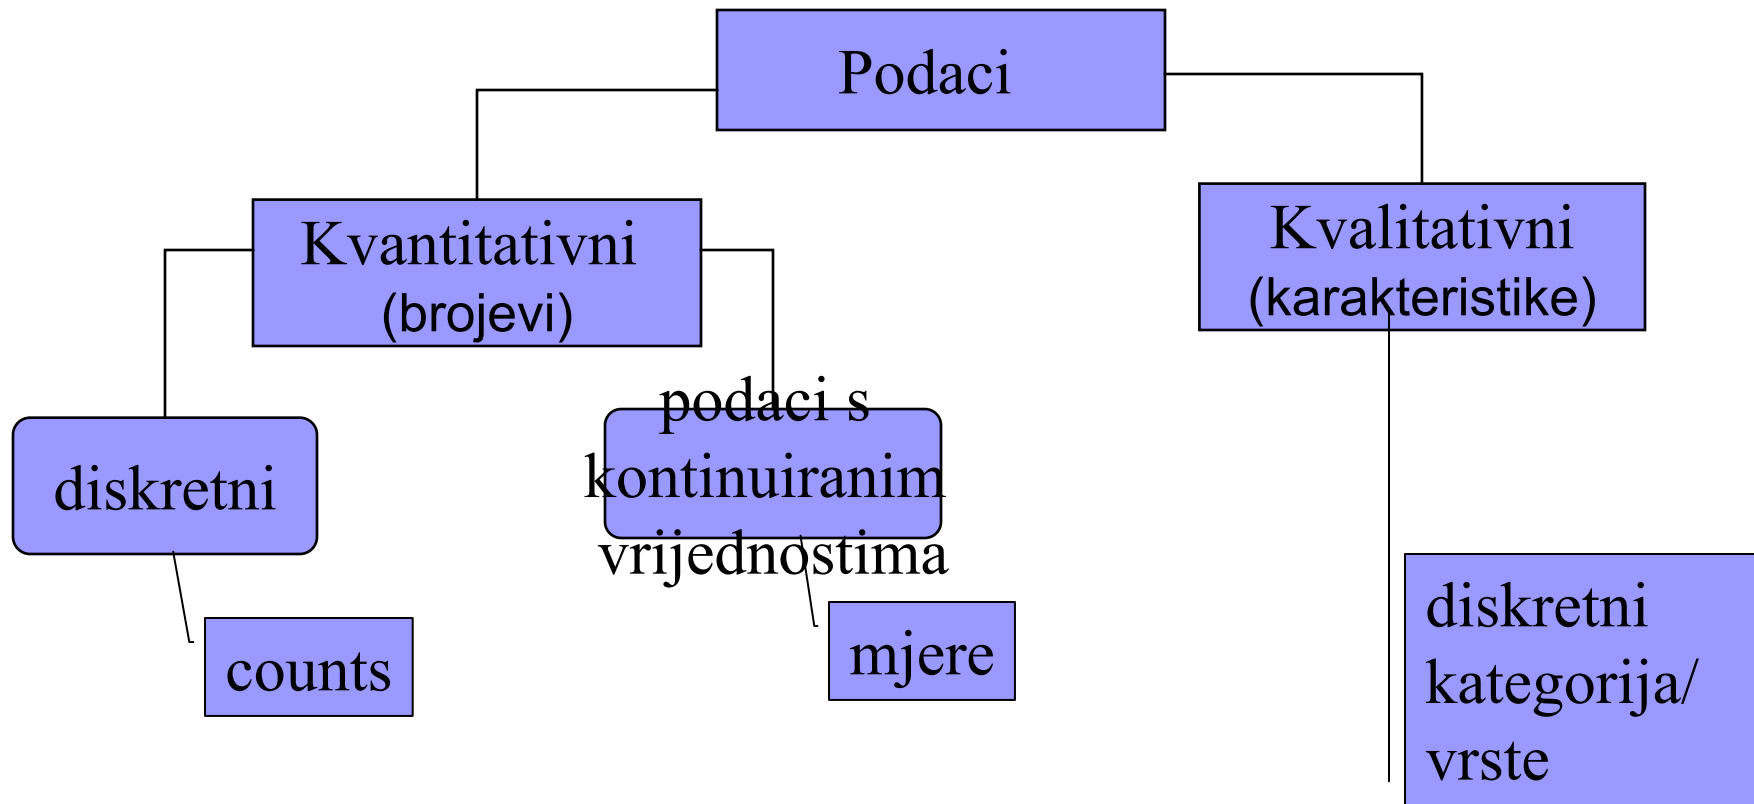 Podaci
Kvantitativni
(brojevi)
Kvalitativni
(karakteristike)
diskretni
podaci s
kontinuiranim
vrijednostima
counts
mjere
diskretni
kategorija/
vrste